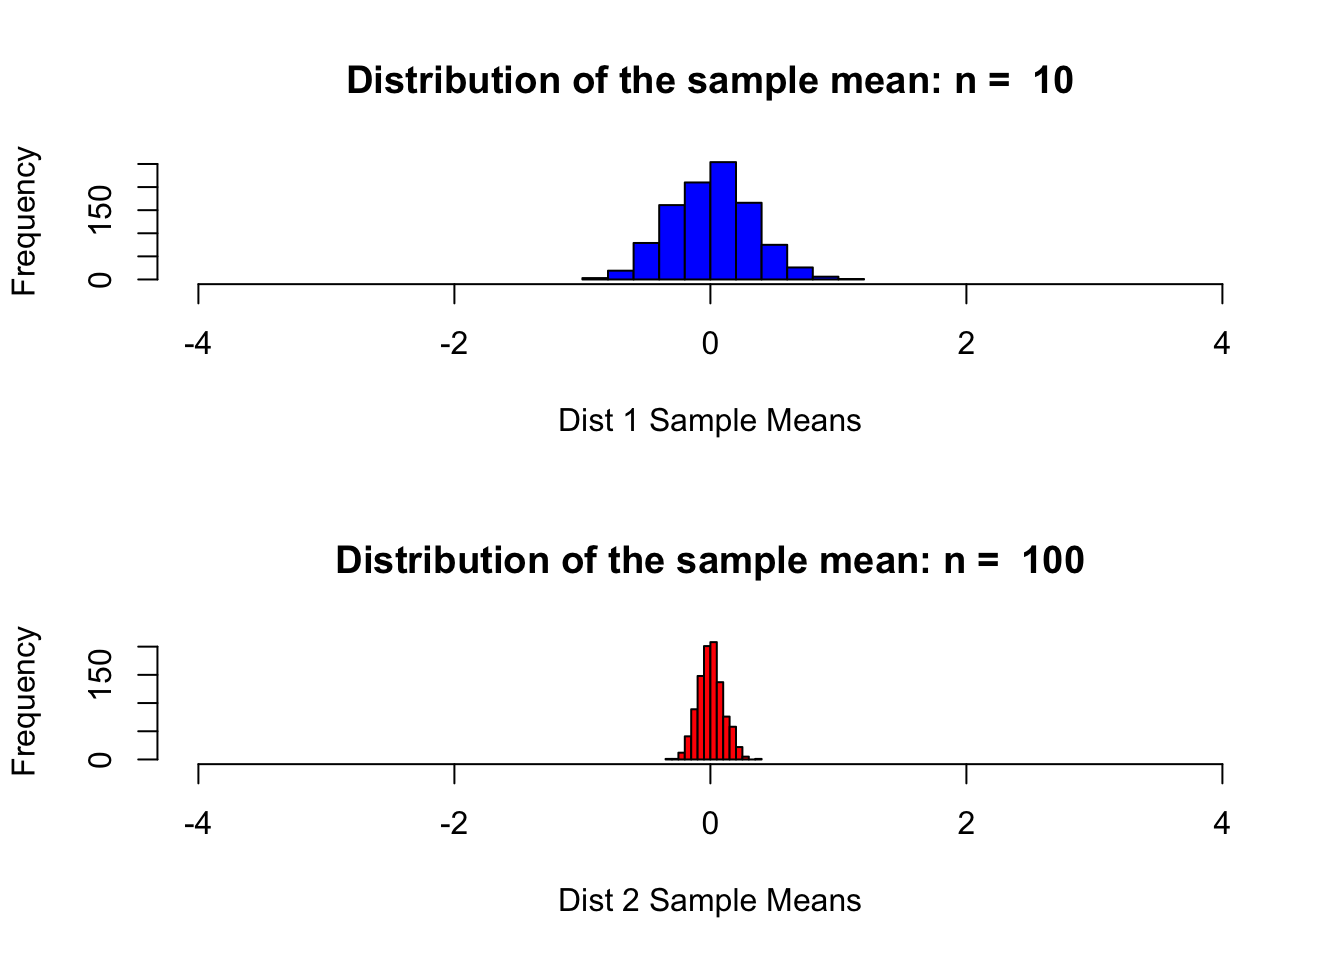 Distribution of the sample mean: n =  10
Frequency
150
0
-4 -2 0 2 4
Dist 1 Sample Means
Distribution of the sample mean: n =  100
Frequency
150
0
-4 -2 0 2 4
Dist 2 Sample Means